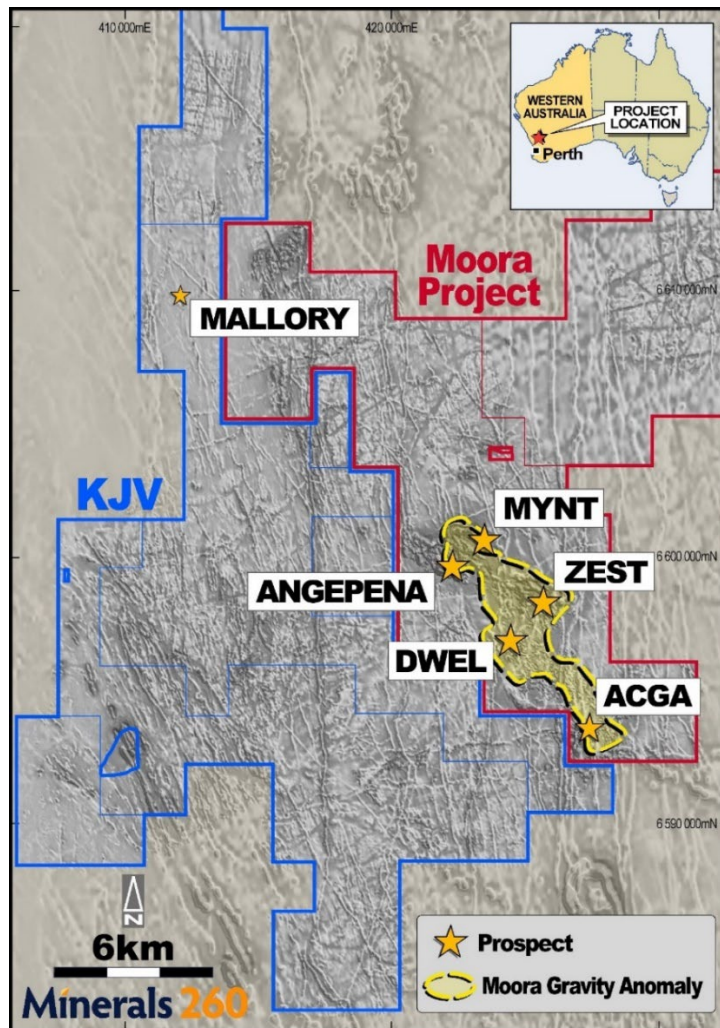 410 000mE
420 000mE
WESTERN
AUSTRALIA
PROJECT
LOCATION
Perth
Moora
Project
6 640 000mN
MALLORY
KJV
MYNT
6 600 000mN
ZEST
ANGEPENA
DWEL
ACGA
6 590 000mN
N
6km
Prospect
Moora Gravity Anomaly
Minerals 260